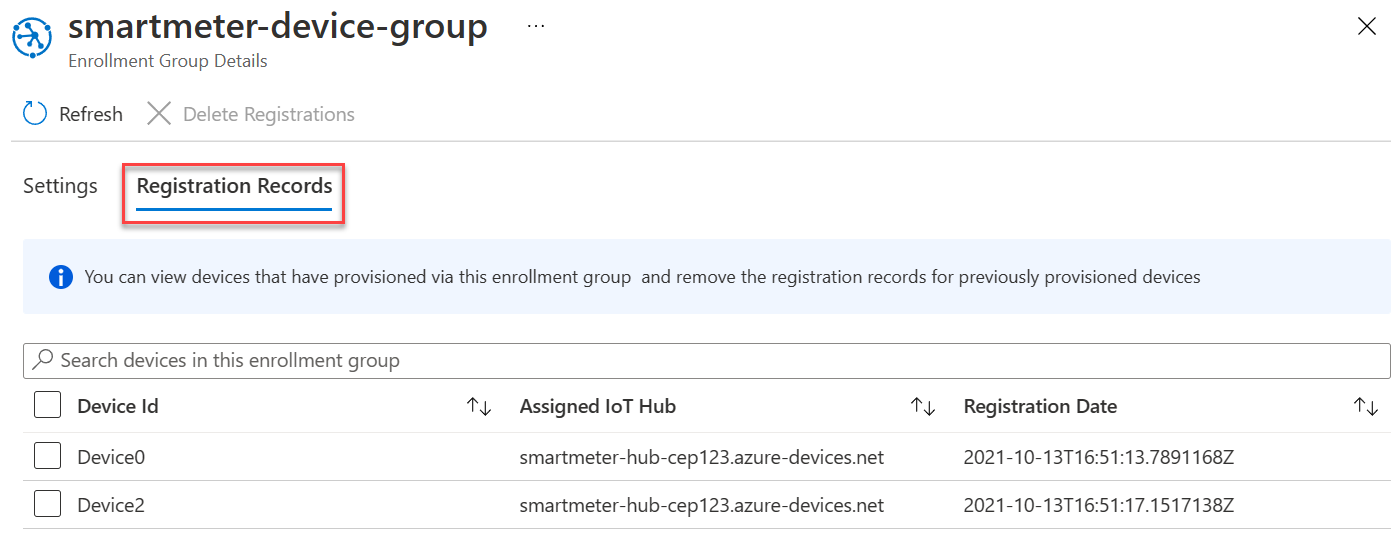 smartmeter-device-group ...
Enrollment Group Details
Refresh Delete Registrations
Settings Registration Records
You can view devices that have provisioned via this enrollment group  and remove the registration records for previously provisioned devices
Search devices in this enrollment group
Device Id Assigned IoT Hub Registration Date
Device0 smartmeter-hub-cep123.azure-devices.net 2021-10-13T16:51:13.7891168Z
Device2 smartmeter-hub-cep123.azure-devices.net 2021-10-13T16:51:17.1517138Z